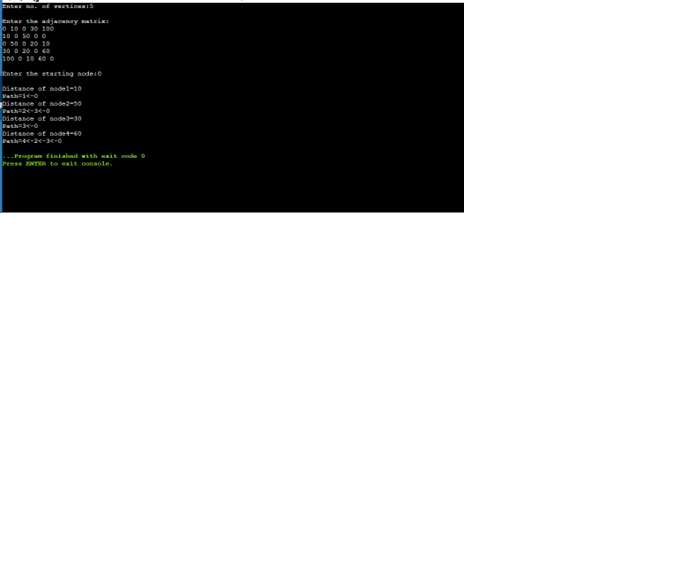 Enter no. of vertices:5
Enter the adjacency matrix:
0 10 0 30 100
10 0 50 0 0
0 50 0 20 10
30 0 20 0 60
100 0 10 60 0
Enter the starting node:0
Distance of node1=10
Path=1<-0
Distance of node2=50
Path=2<-3<-0
Distance of node3=30
Path=3<-0
Distance of node4=60
Path=4<-2<-3<-0
...Program finished with exit code 0
Press ENTER to exit console.